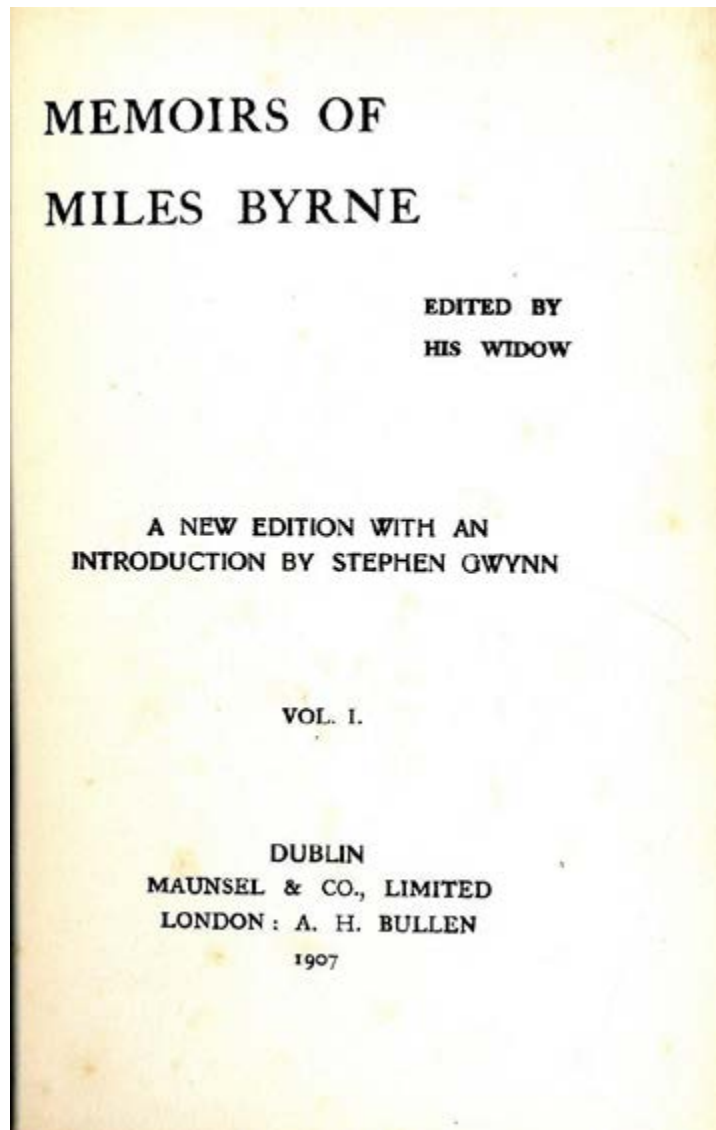 MEMOIRS OF
MILES BYRNE
EDITED BY
HIS WIDOW
A NEW EDITION WITH AN
INTRODUCTION BY STEPHEN GWYNN
VOL. I.
DUBLIN
MAUNSEL & CO., LIMITED
LONDON: A. H. BULLEN
1907